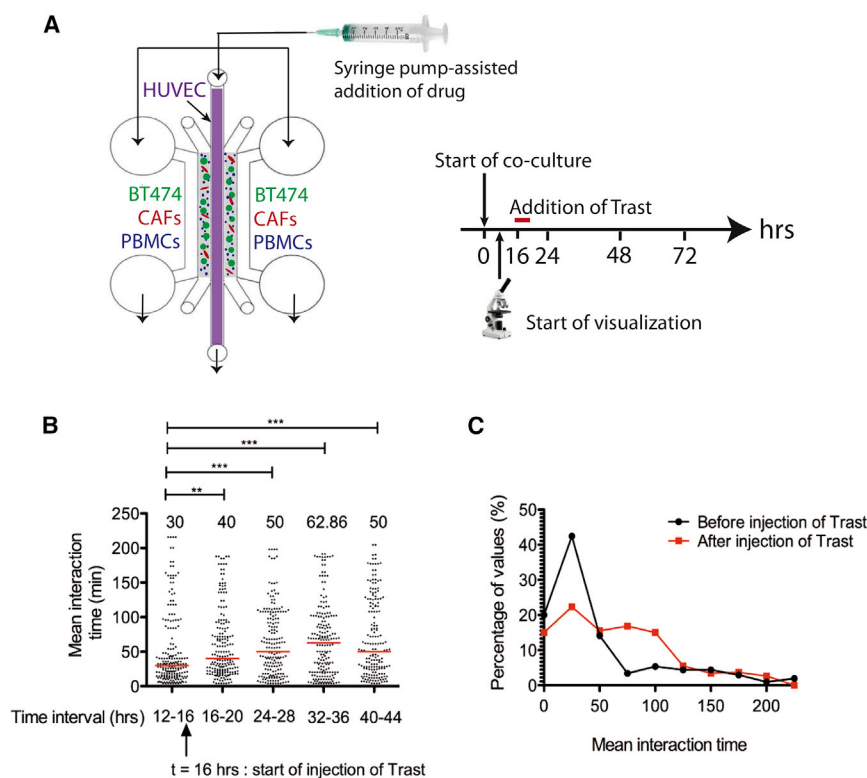 A
Syringe pump-assisted
addition of drug
HUVEC
BT474
CAFs
PBMCs
BT474
CAFs
PBMCs
Start of co-culture
Addition of Trast
hrs
0 16 24 48 72
Start of visualization
B
***
***
***
**
30 40 50 62.86 50
250
200
150
100
50
0
Mean interaction
time (min)
Time interval (hrs) 12-16 16-20 24-28 32-36 40-44
t = 16 hrs : start of injection of Trast
C
Before injection of Trast
After injection of Trast
50
40
30
20
10
0
Percentage of values (%)
0 50 100 150 200
Mean interaction time